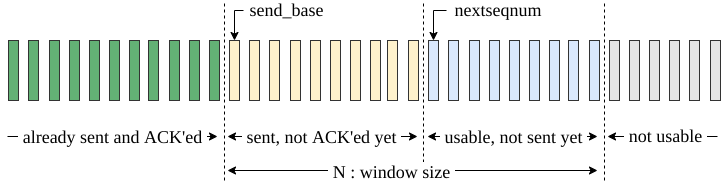 send_base
nextseqnum
already sent and ACK'ed
sent, not ACK'ed yet
usable, not sent yet
not usable
N : window size